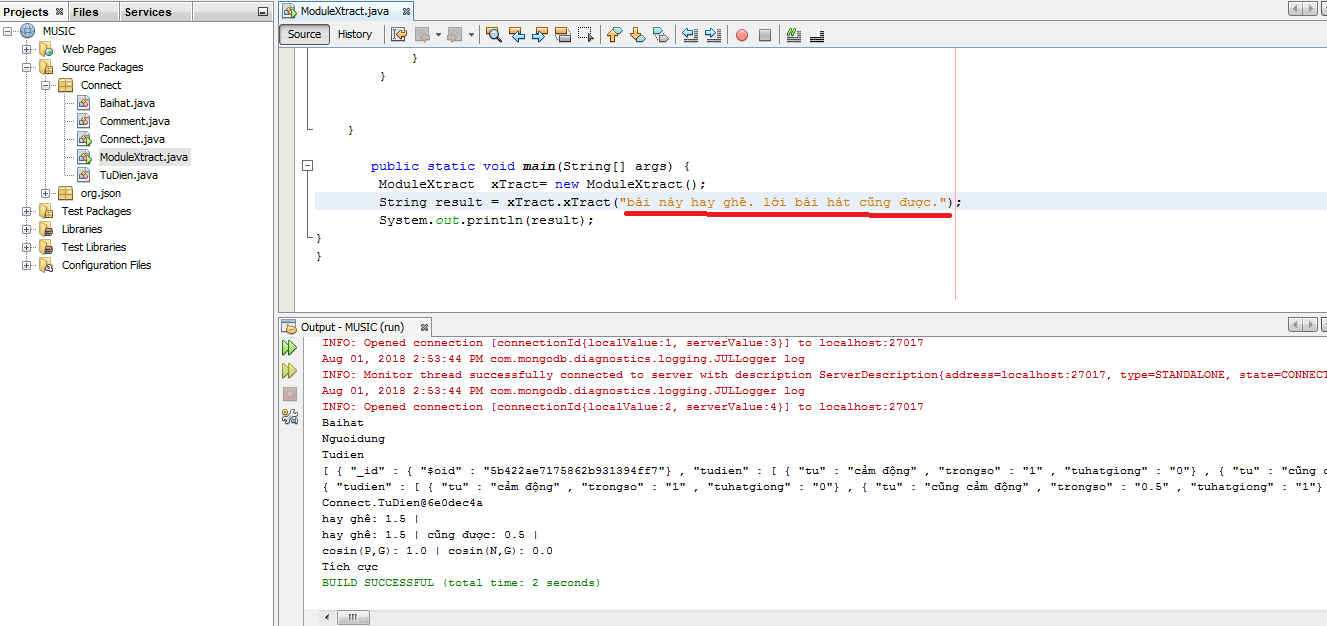 Projects Files Services
MUSIC
Web Pages
Source Packages
Connect
Baihat.java
Comment.java
Connect.java
ModuleXtract.java
TuDien.java
org.json
Test Packages
Libraries
Test Libraries
Configuration Files
ModuleXtract.java
Source History
}
}
}
public static void main(String[] args) {
ModuleXtract  xTract= new ModuleXtract();
String result = xTract.xTract("bài này hay ghê. lời bài hát cũng được.");
System.out.println(result);
}
}
Output - MUSIC (run)
INFO: Opened connection [connectionId{localValue:1, serverValue:3}] to localhost:27017
Aug 01, 2018 2:53:44 PM com.mongodb.diagnostics.logging.JULLogger log
INFO: Monitor thread successfully connected to server with description ServerDescription{address=localhost:27017, type=STANDALONE, state=CONNECT
Aug 01, 2018 2:53:44 PM com.mongodb.diagnostics.logging.JULLogger log
INFO: Opened connection [connectionId{localValue:2, serverValue:4}] to localhost:27017
Baihat
Nguoidung
Tudien
[ { "_id" : { "$oid" : "5b422ae7175862b931394ff7"} , "tudien" : [ { "tu" : "cảm động" , "trongso" : "1" , "tuhatgiong" : "0"} , { "tu" : "cũng c
{ "tudien" : [ { "tu" : "cảm động" , "trongso" : "1" , "tuhatgiong" : "0"} , { "tu" : "cũng cảm động" , "trongso" : "0.5" , "tuhatgiong" : "1"}
Connect.TuDien@6e0dec4a
hay ghê: 1.5 |
hay ghê: 1.5 | cũng được: 0.5 |
cosin(P,G): 1.0 | cosin(N,G): 0.0
Tích cực
BUILD SUCCESSFUL (total time: 2 seconds)